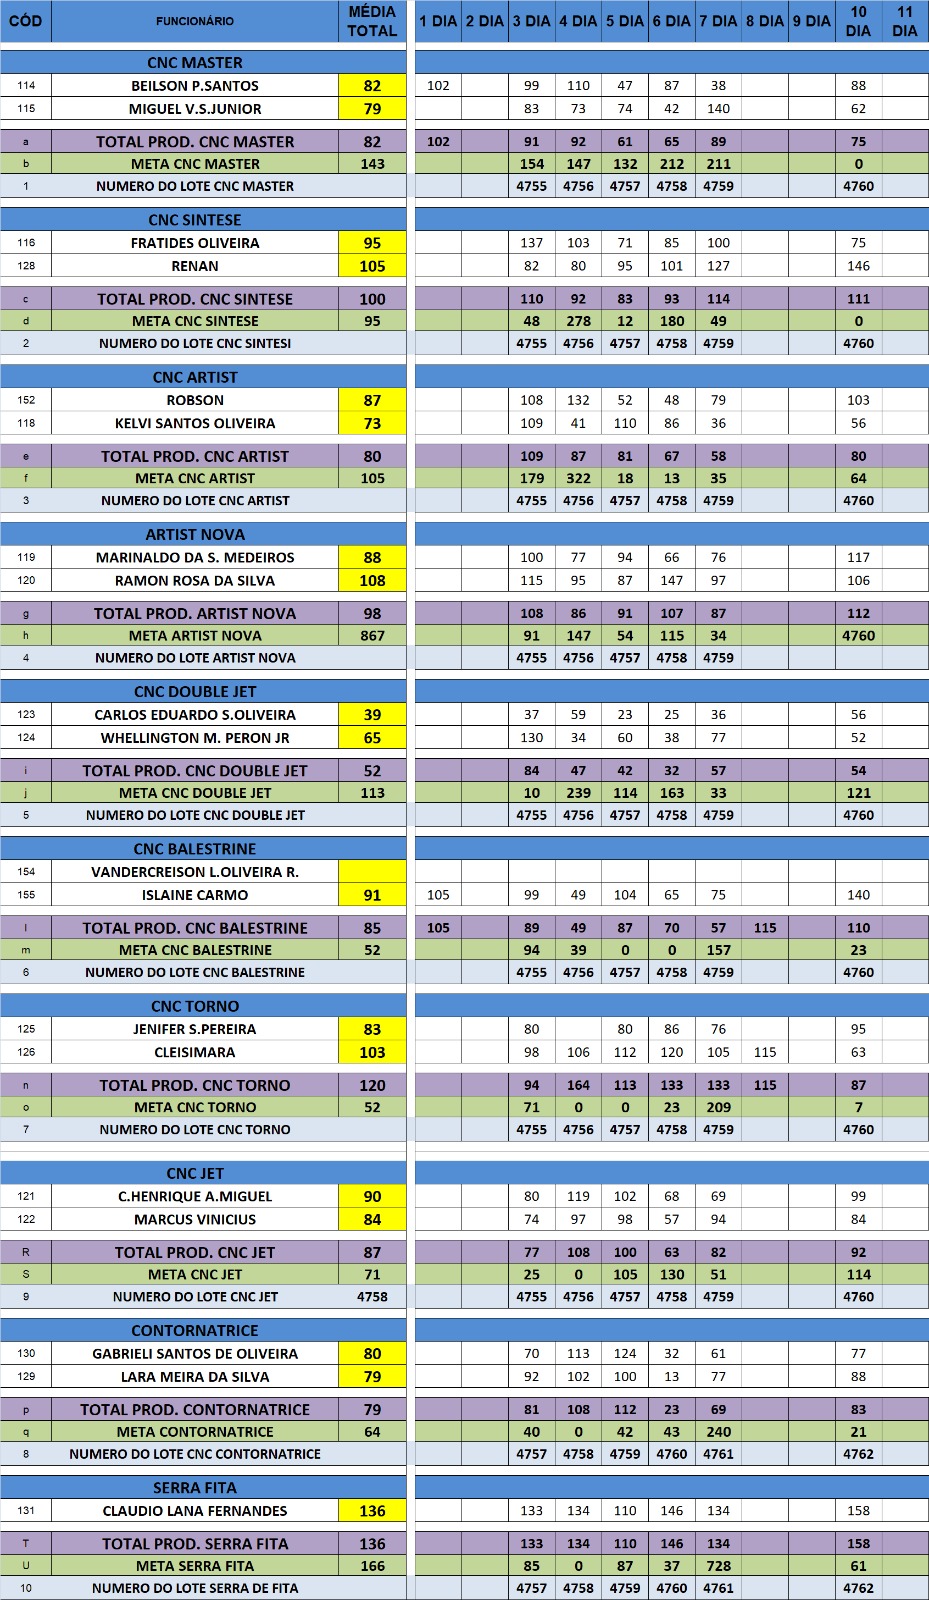 CÓD FUNCIONÁRIO MÉDIA TOTAL 1 DIA 2 DIA 3 DIA 4 DIA 5 DIA 6 DIA 7 DIA 8 DIA 9 DIA 10 DIA 11 DIA
CNC MASTER
114 BEILSON P.SANTOS 82 102 99 110 47 87 38 88
115 MIGUEL V.S.JUNIOR 79 83 73 74 42 140 62
a TOTAL PROD. CNC MASTER 82 102 91 92 61 65 89 75
b META CNC MASTER 143 154 147 132 212 211 0
1 NUMERO DO LOTE CNC MASTER 4755 4756 4757 4758 4759 4760
CNC SINTESE
116 FRATIDES OLIVEIRA 95 137 103 71 85 100 75
128 RENAN 105 82 80 95 101 127 146
c TOTAL PROD. CNC SINTESE 100 110 92 83 93 114 111
d META CNC SINTESE 95 48 278 12 180 49 0
2 NUMERO DO LOTE CNC SINTESI 4755 4756 4757 4758 4759 4760
CNC ARTIST
152 ROBSON 87 108 132 52 48 79 103
118 KELVI SANTOS OLIVEIRA 73 109 41 110 86 36 56
e TOTAL PROD. CNC ARTIST 80 109 87 81 67 58 80
f META CNC ARTIST 105 179 322 18 13 35 64
3 NUMERO DO LOTE CNC ARTIST 4755 4756 4757 4758 4759 4760
ARTIST NOVA
119 MARINALDO DA S. MEDEIROS 88 100 77 94 66 76 117
120 RAMON ROSA DA SILVA 108 115 95 87 147 97 106
g TOTAL PROD. ARTIST NOVA 98 108 86 91 107 87 112
h META ARTIST NOVA 867 91 147 54 115 34 4760
4 NUMERO DO LOTE ARTIST NOVA 4755 4756 4757 4758 4759
CNC DOUBLE JET
123 CARLOS EDUARDO S.OLIVEIRA 39 37 59 23 25 36 56
124 WHELLINGTON M. PERON JR 65 130 34 60 38 77 52
i TOTAL PROD. CNC DOUBLE JET 52 84 47 42 32 57 54
j META CNC DOUBLE JET 113 10 239 114 163 33 121
5 NUMERO DO LOTE CNC DOUBLE JET 4755 4756 4757 4758 4759 4760
CNC BALESTRINE
154 VANDERCREISON L.OLIVEIRA R.
155 ISLAINE CARMO 91 105 99 49 104 65 75 140
l TOTAL PROD. CNC BALESTRINE 85 105 89 49 87 70 57 115 110
m META CNC BALESTRINE 52 94 39 0 0 157 23
6 NUMERO DO LOTE CNC BALESTRINE 4755 4756 4757 4758 4759 4760
CNC TORNO
125 JENIFER S.PEREIRA 83 80 80 86 76 95
126 CLEISIMARA 103 98 106 112 120 105 115 63
n TOTAL PROD. CNC TORNO 120 94 164 113 133 133 115 87
o META CNC TORNO 52 71 0 0 23 209 7
7 NUMERO DO LOTE CNC TORNO 4755 4756 4757 4758 4759 4760
CNC JET
121 C.HENRIQUE A.MIGUEL 90 80 119 102 68 69 99
122 MARCUS VINICIUS 84 74 97 98 57 94 84
R TOTAL PROD. CNC JET 87 77 108 100 63 82 92
S META CNC JET 71 25 0 105 130 51 114
9 NUMERO DO LOTE CNC JET 4758 4755 4756 4757 4758 4759 4760
CONTORNATRICE
130 GABRIELI SANTOS DE OLIVEIRA 80 70 113 124 32 61 77
129 LARA MEIRA DA SILVA 79 92 102 100 13 77 88
p TOTAL PROD. CONTORNATRICE 79 81 108 112 23 69 83
q META CONTORNATRICE 64 40 0 42 43 240 21
8 NUMERO DO LOTE CNC CONTORNATRICE 4757 4758 4759 4760 4761 4762
SERRA FITA
131 CLAUDIO LANA FERNANDES 136 133 134 110 146 134 158
T TOTAL PROD. SERRA FITA 136 133 134 110 146 134 158
U META SERRA FITA 166 85 0 87 37 728 61
10 NUMERO DO LOTE SERRA DE FITA 4757 4758 4759 4760 4761 4762